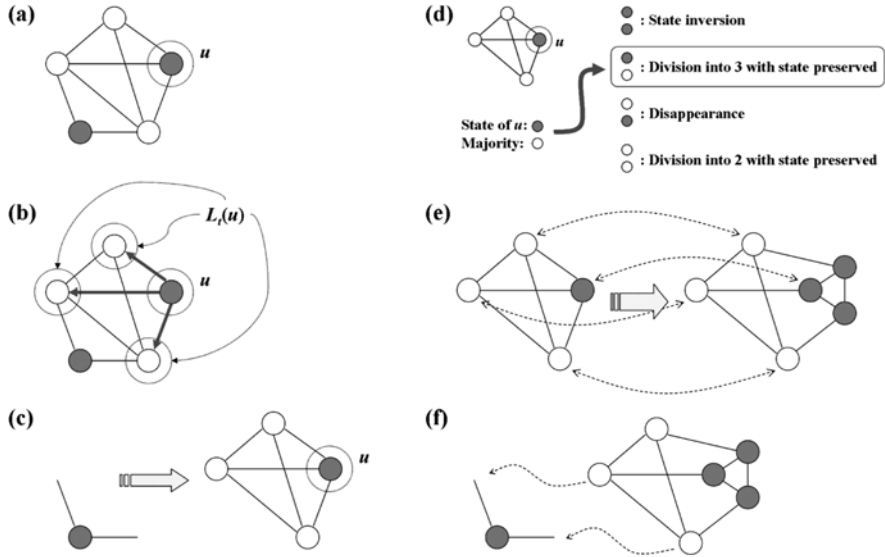 (a)
u
(b)
Lt(u)
u
(c)
u
(d)
u
State of u:
Majority:
: State inversion
: Division into 3 with state preserved
: Disappearance
: Division into 2 with state preserved
(e)
(f)